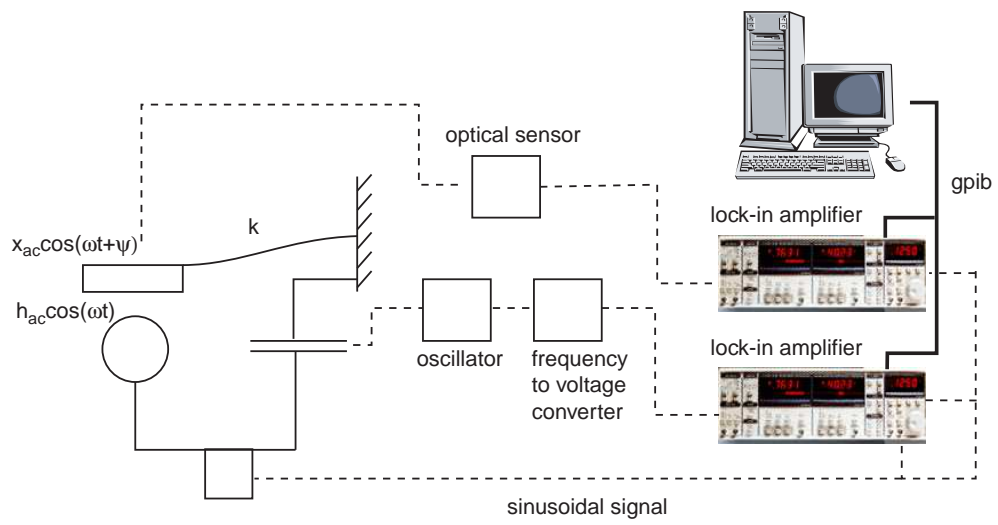 optical sensor
gpib
lock-in amplifier
k
x_ac cos(ωt+ψ)
h_ac cos(ωt)
oscillator
frequency
to voltage
converter
lock-in amplifier
sinusoidal signal